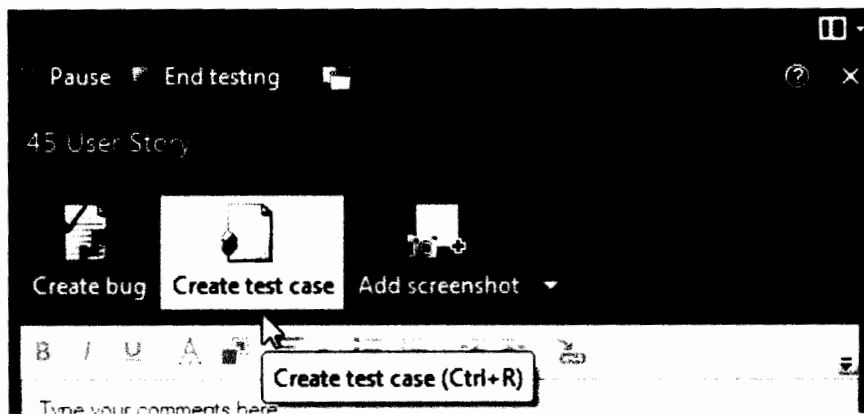 Pause End testing
45 User Story
Create bug Create test case Add screenshot
B I U A
Create test case (Ctrl+R)
Type your comments here